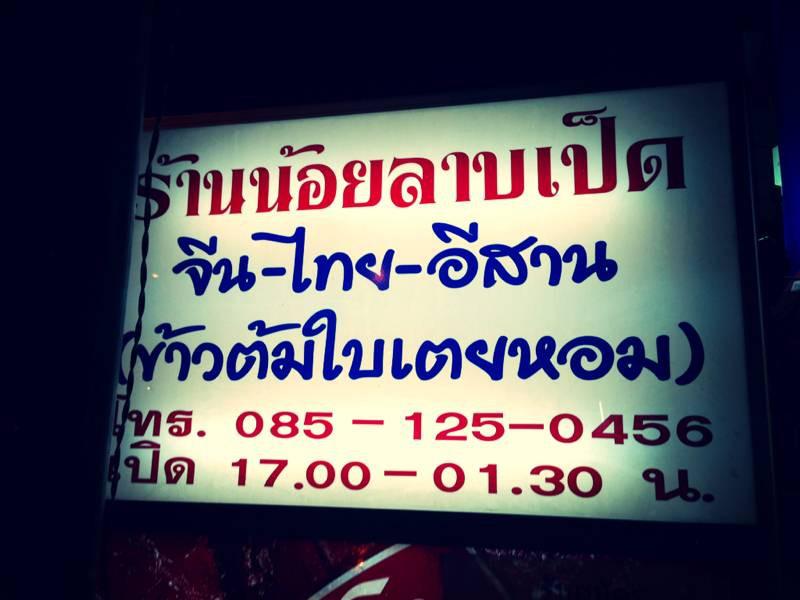 ร้านน้อยลาบเป็ด
จีน-ไทย-อีสาน
(ข้าวต้มใบเตยหอม)
โทร. 085-125-0456
เปิด 17.00-01.30 น.